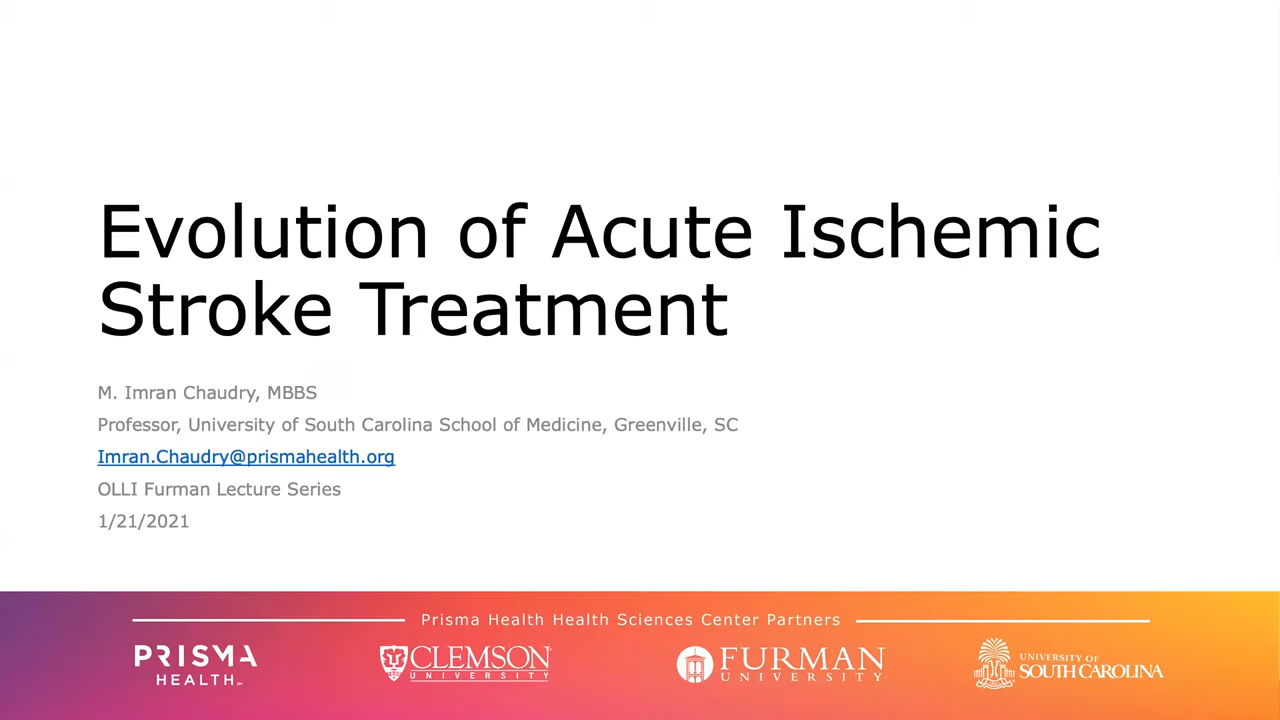 Evolution of Acute Ischemic
Stroke Treatment
M. Imran Chaudry, MBBS
Professor, University of South Carolina School of Medicine, Greenville, SC
Imran.Chaudry@prismahealth.org
OLLI Furman Lecture Series
1/21/2021
Prisma Health Health Sciences Center Partners
PRISMA
HEALTH
CLEMSON
UNIVERSITY
FURMAN
UNIVERSITY
UNIVERSITY OF
SOUTH CAROLINA